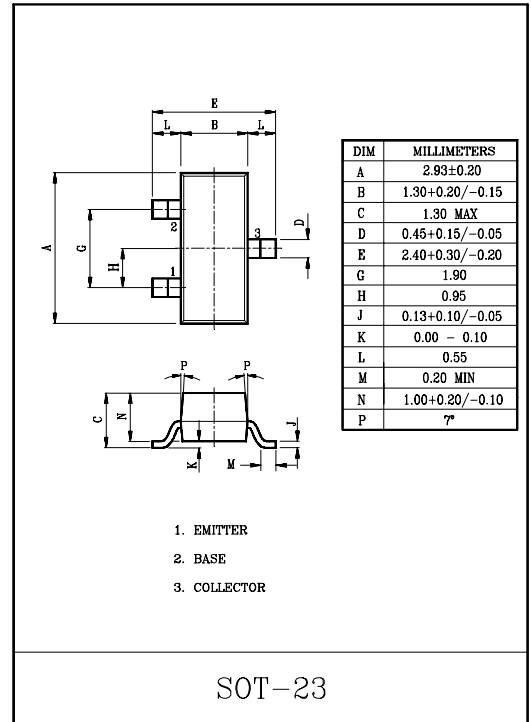 E
L B L
A
G
H
2
1
3
D
DIM MILLIMETERS
A 2.93±0.20
B 1.30+0.20/-0.15
C 1.30 MAX
D 0.45+0.15/-0.05
E 2.40+0.30/-0.20
G 1.90
H 0.95
J 0.13+0.10/-0.05
K 0.00 - 0.10
L 0.55
M 0.20 MIN
N 1.00+0.20/-0.10
P 7°
P P
C
N
K
M
J
1. EMITTER
2. BASE
3. COLLECTOR
SOT-23